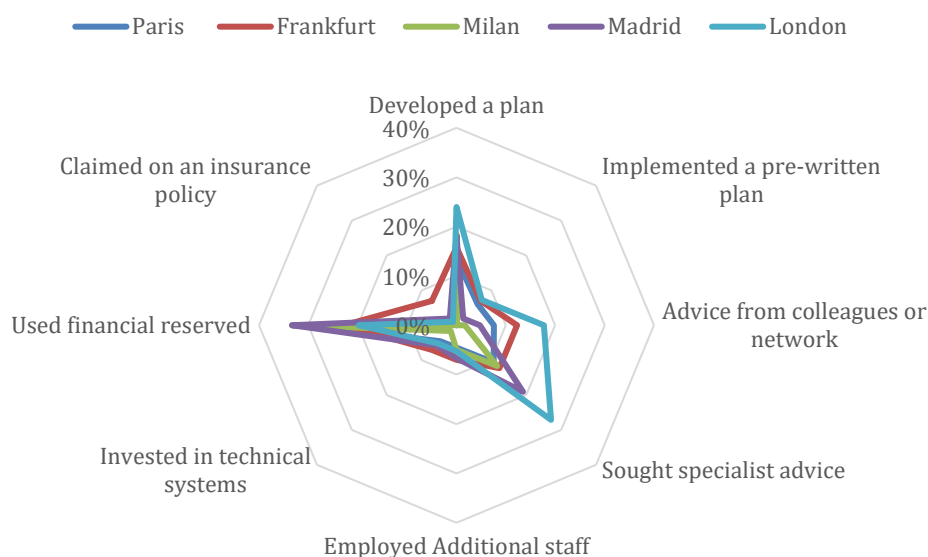 Paris Frankfurt Milan Madrid London
Developed a plan
40%
Claimed on an insurance
policy
Implemented a pre-written
plan
30%
20%
10%
Used financial reserved
0%
Advice from colleagues or
network
Invested in technical
systems
Sought specialist advice
Employed Additional staff